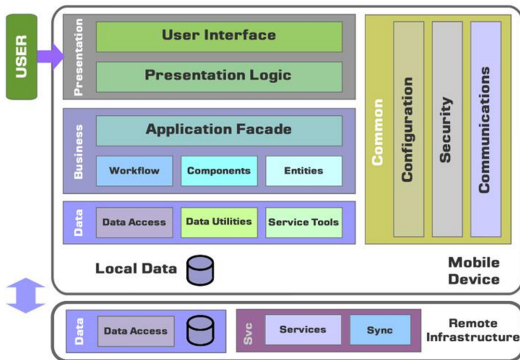 USER
Presentation
User Interface
Presentation Logic
Business
Application Facade
Workflow
Components
Entities
Data
Data Access
Data Utilities
Service Tools
Common
Configuration
Security
Communications
Local Data
Mobile
Device
Data
Data Access
Svc
Services
Sync
Remote
Infrastructure